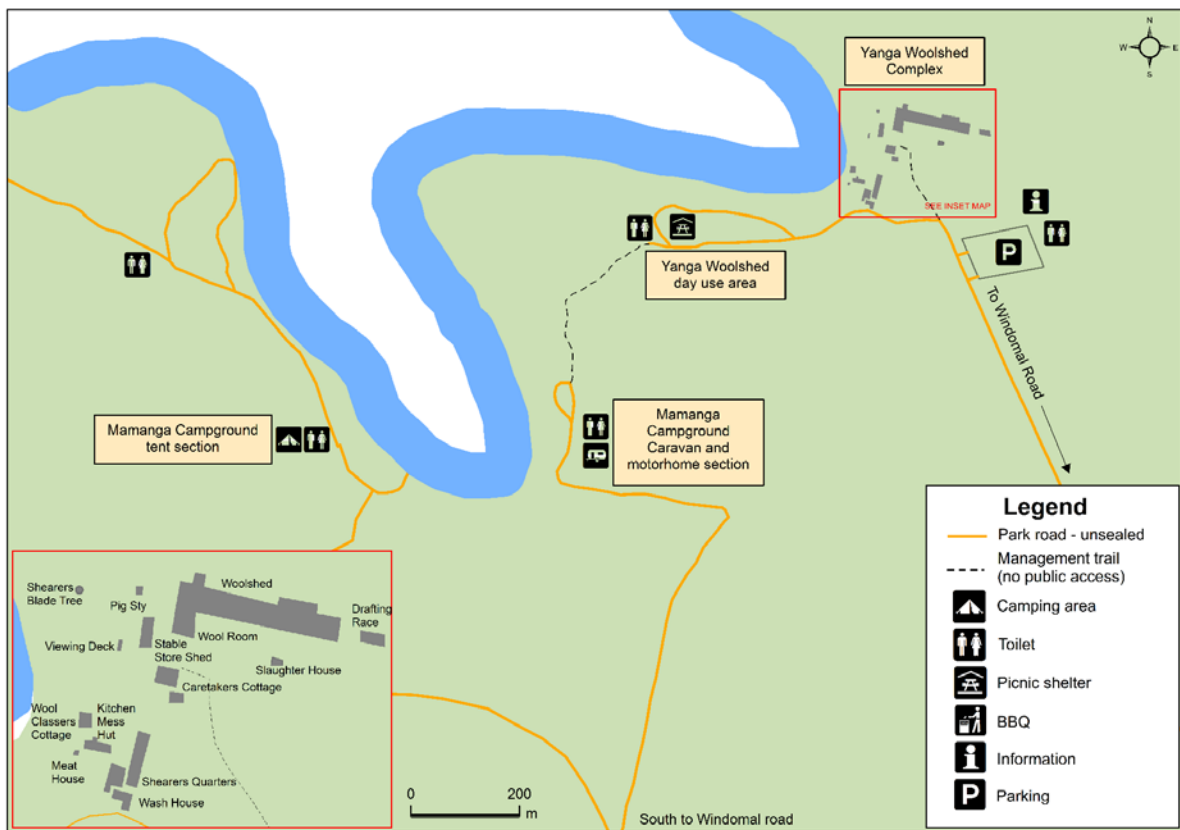 N
W
E
S
Yanga Woolshed
Complex
SEE INSET MAP
i
P
Yanga Woolshed
day use area
To Windomal Road
Mamanga Campground
tent section
Mamanga
Campground
Caravan and
motorhome section
Legend
Park road - unsealed
Management trail
(no public access)
Camping area
Toilet
Picnic shelter
BBQ
i
Information
P
Parking
Shearers
Blade Tree
Pig Sty
Woolshed
Drafting
Race
Viewing Deck
Wool Room
Stable
Store Shed
Slaughter House
Caretakers Cottage
Wool
Classers
Cottage
Kitchen
Mess
Hut
Meat
House
Shearers Quarters
Wash House
0
200
m
South to Windomal road